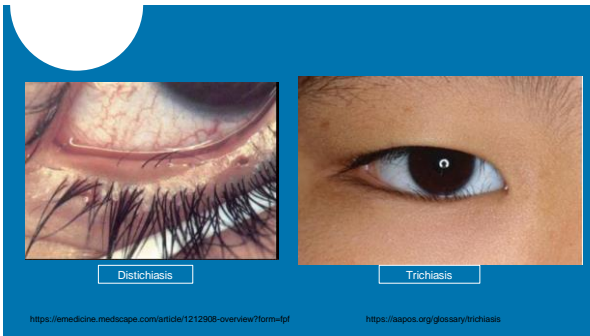 Distichiasis
Trichiasis
https://emedicine.medscape.com/article/1212908-overview?form=fpf
https://aapos.org/glossary/trichiasis